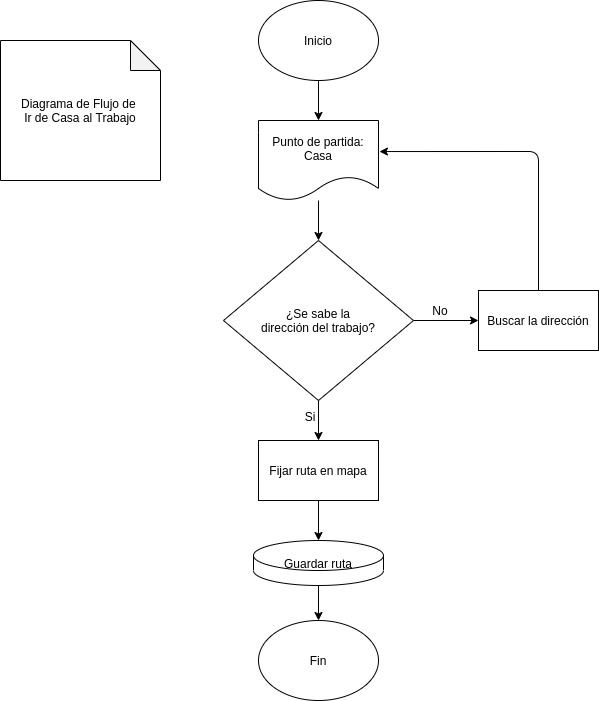 Inicio
Diagrama de Flujo de
Ir de Casa al Trabajo
Punto de partida:
Casa
¿Se sabe la
dirección del trabajo?
No
Buscar la dirección
Si
Fijar ruta en mapa
Guardar ruta
Fin